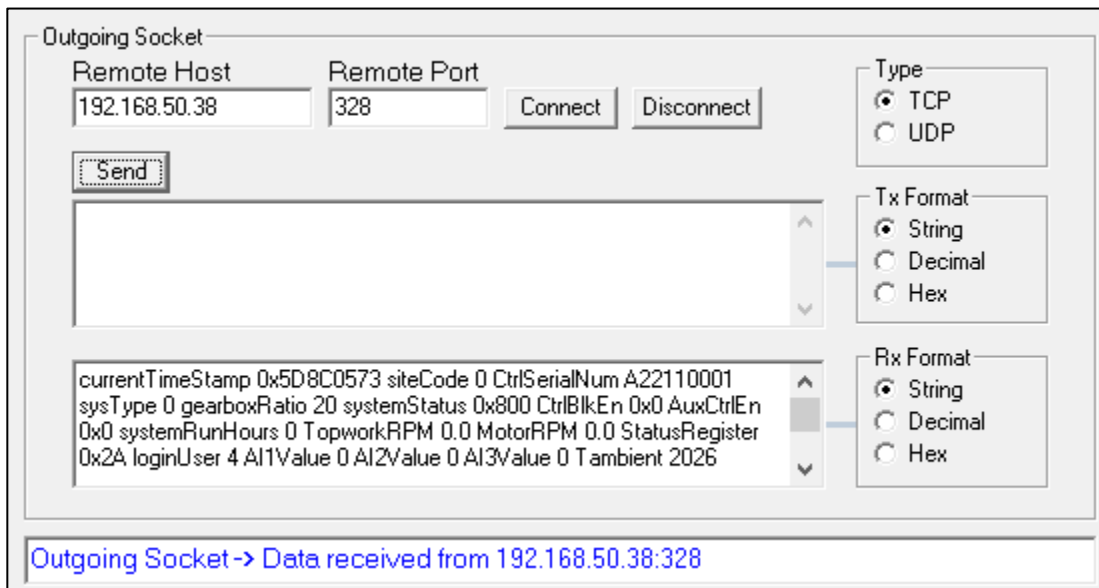 Outgoing Socket
Remote Host
Remote Port
192.168.50.38
328
Connect
Disconnect
Type
TCP
UDP
Send
Tx Format
String
Decimal
Hex
currentTimeStamp 0x5D8C0573 siteCode 0 CtrlSerialNum A22110001
sysType 0 gearboxRatio 20 systemStatus 0x800 CtrlBlkEn 0x0 AuxCtrlEn
0x0 systemRunHours 0 TopworkRPM 0.0 MotorRPM 0.0 StatusRegister
0x2A loginUser 4 AI1Value 0 AI2Value 0 AI3Value 0 Tambient 2026
Rx Format
String
Decimal
Hex
Outgoing Socket -> Data received from 192.168.50.38:328